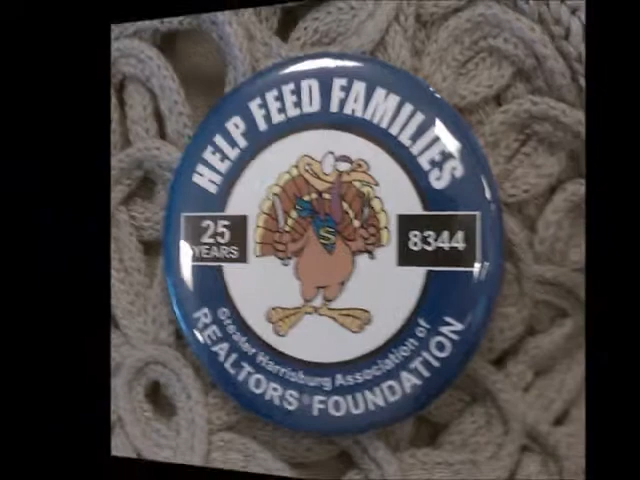 HELP FEED FAMILIES
25
YEARS
8344
S
Greater Harrisburg Association of
REALTORS® FOUNDATION